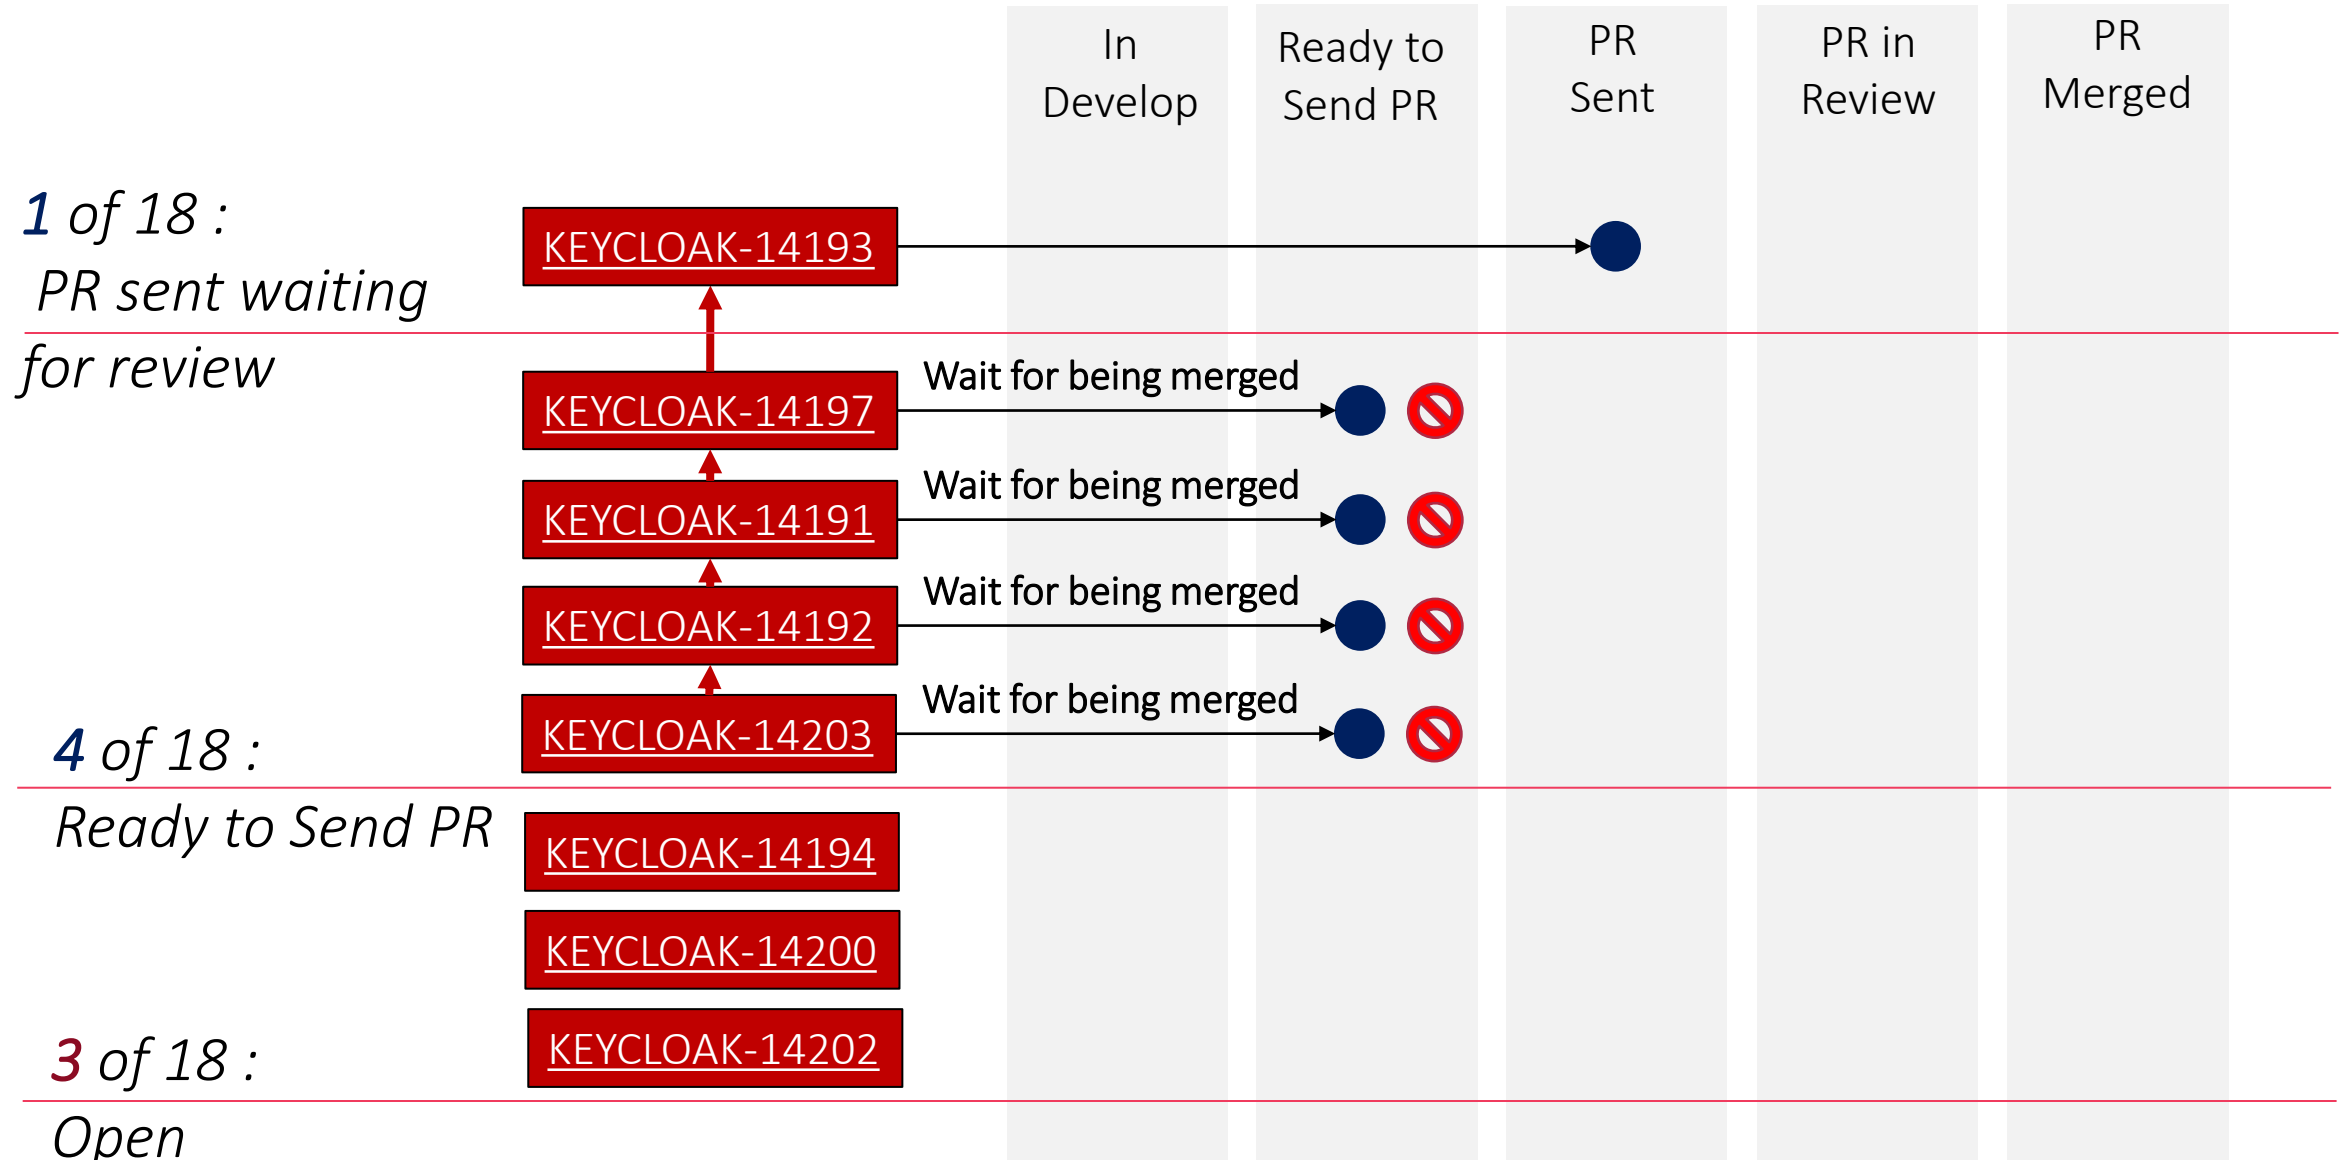 In
Develop
Ready to
Send PR
PR
Sent
PR in
Review
PR
Merged
1 of 18 :
PR sent waiting
for review
KEYCLOAK-14193
KEYCLOAK-14197
Wait for being merged
KEYCLOAK-14191
Wait for being merged
KEYCLOAK-14192
Wait for being merged
KEYCLOAK-14203
Wait for being merged
4 of 18 :
Ready to Send PR
KEYCLOAK-14194
KEYCLOAK-14200
KEYCLOAK-14202
3 of 18 :
Open